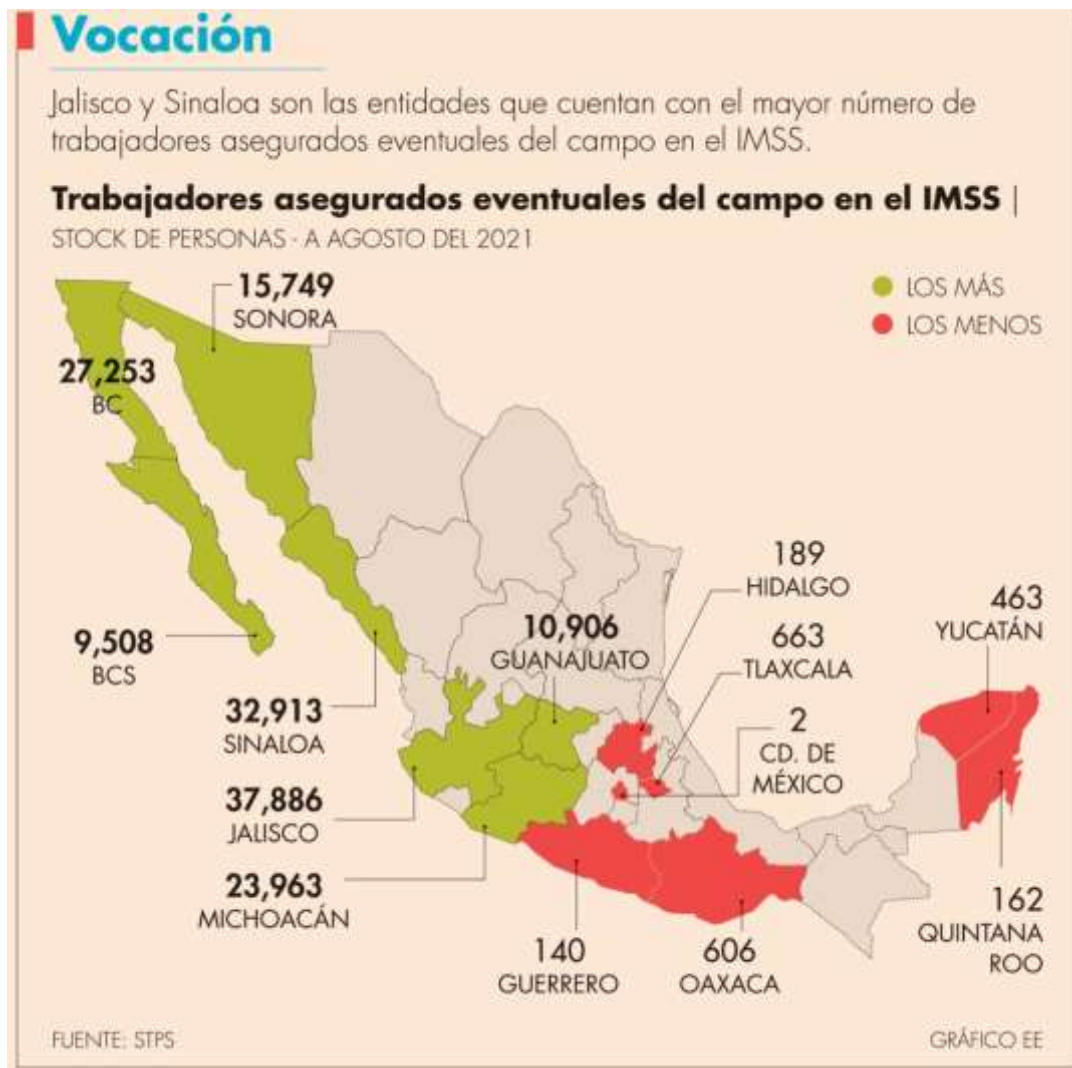 Vocación
Jalisco y Sinaloa son las entidades que cuentan con el mayor número de
trabajadores asegurados eventuales del campo en el IMSS.
Trabajadores asegurados eventuales del campo en el IMSS |
STOCK DE PERSONAS · A AGOSTO DEL 2021
LOS MÁS
LOS MENOS
15,749
SONORA
27,253
BC
9,508
BCS
32,913
SINALOA
37,886
JALISCO
23,963
MICHOACÁN
10,906
GUANAJUATO
189
HIDALGO
663
TLAXCALA
2
CD. DE
MÉXICO
463
YUCATÁN
162
QUINTANA
ROO
140
GUERRERO
606
OAXACA
FUENTE: STPS
GRÁFICO EE